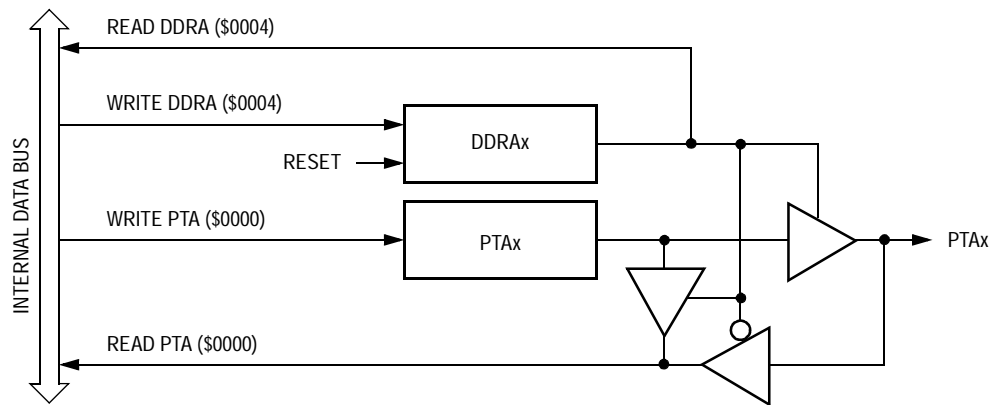 READ DDRA ($0004)
WRITE DDRA ($0004)
DDRAx
RESET
INTERNAL DATA BUS
WRITE PTA ($0000)
PTAx
PTAx
READ PTA ($0000)